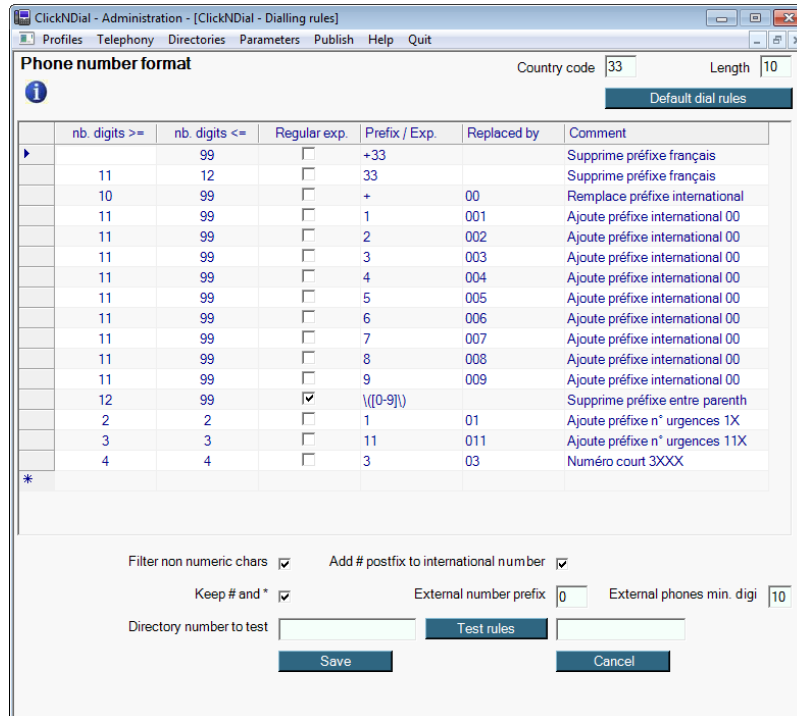 ClickNDial - Administration - [ClickNDial - Dialling rules]
Profiles Telephony Directories Parameters Publish Help Quit
Phone number format Country code 33 Length 10
Default dial rules
nb. digits >= nb. digits <= Regular exp. Prefix / Exp. Replaced by Comment
99 +33 Supprime préfixe français
11 12 33 Supprime préfixe français
10 99 + 00 Remplace préfixe international
11 99 1 001 Ajoute préfixe international 00
11 99 2 002 Ajoute préfixe international 00
11 99 3 003 Ajoute préfixe international 00
11 99 4 004 Ajoute préfixe international 00
11 99 5 005 Ajoute préfixe international 00
11 99 6 006 Ajoute préfixe international 00
11 99 7 007 Ajoute préfixe international 00
11 99 8 008 Ajoute préfixe international 00
11 99 9 009 Ajoute préfixe international 00
12 99 \([0-9]\) Supprime préfixe entre parenth
2 2 1 01 Ajoute préfixe n° urgences 1X
3 3 11 011 Ajoute préfixe n° urgences 11X
4 4 3 03 Numéro court 3XXX
Filter non numeric chars Add # postfix to international number
Keep # and * External number prefix 0 External phones min. digi 10
Directory number to test Test rules
Save Cancel